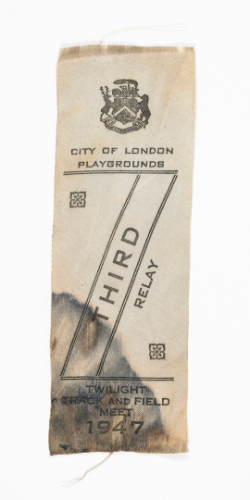 CITY OF LONDON
PLAYGROUNDS
THIRD
RELAY
TWILIGHT
TRACK AND FIELD
MEET
1947